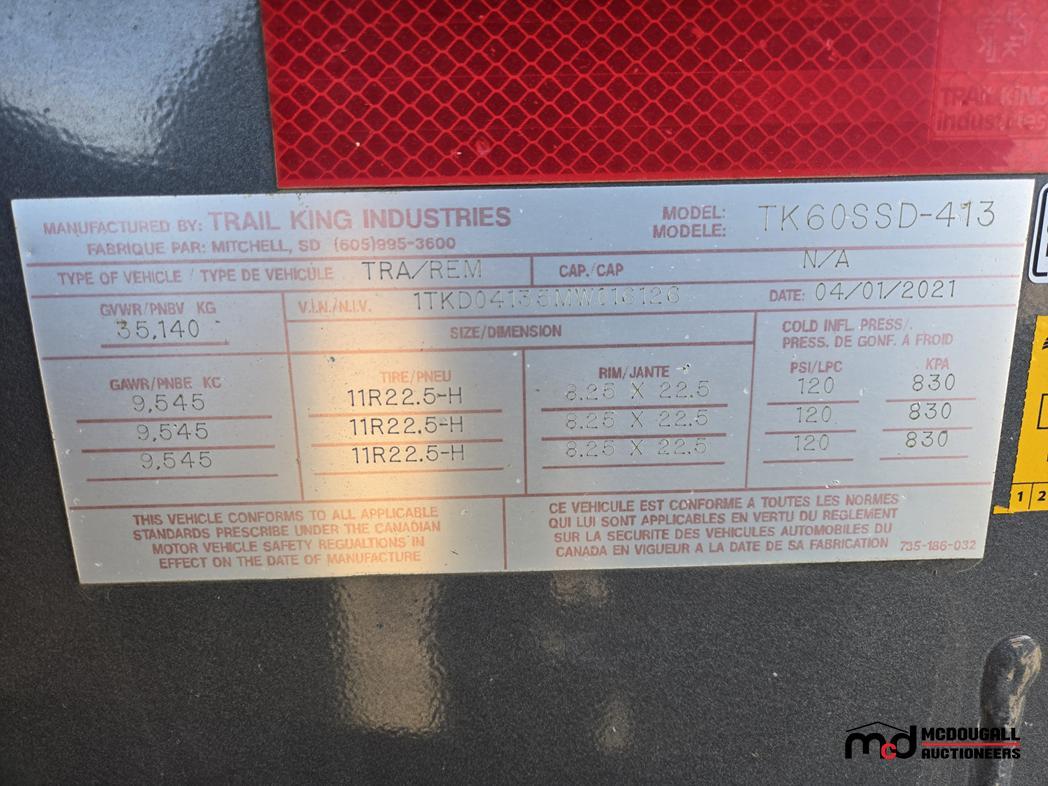 TRAIL KING
industries
MANUFACTURED BY: TRAIL KING INDUSTRIES
FABRIQUE PAR: MITCHELL, SD (605)995-3600
MODEL:
MODELE:
TK60SSD-413
TYPE OF VEHICLE / TYPE DE VEHICULE TRA/REM
CAP./CAP N/A
GVWR/PNBV KG
35,140
V.I.N./N.I.V.
DATE: 04/01/2021
SIZE/DIMENSION
COLD INFL. PRESS/.
PRESS. DE GONF. A FROID
GAWR/PNBE KC
TIRE/PNEU
RIM/JANTE
PSI/LPC
KPA
9,545 11R22.5-H 8.25 X 22.5 120 830
9,545 11R22.5-H 8.25 X 22.5 120 830
9,545 11R22.5-H 8.25 X 22.5 120 830
THIS VEHICLE CONFORMS TO ALL APPLICABLE
STANDARDS PRESCRIBE UNDER THE CANADIAN
MOTOR VEHICLE SAFETY REGUALTIONS IN
EFFECT ON THE DATE OF MANUFACTURE
CE VEHICULE EST CONFORME A TOUTES LES NORMES
QUI LUI SONT APPLICABLES EN VERTU DU REGLEMENT
SUR LA SECURITE DES VEHICULES AUTOMOBILES DU
CANADA EN VIGUEUR A LA DATE DE SA FABRICATION
735-186-032
1 2
mcd MCDOUGALL
AUCTIONEERS